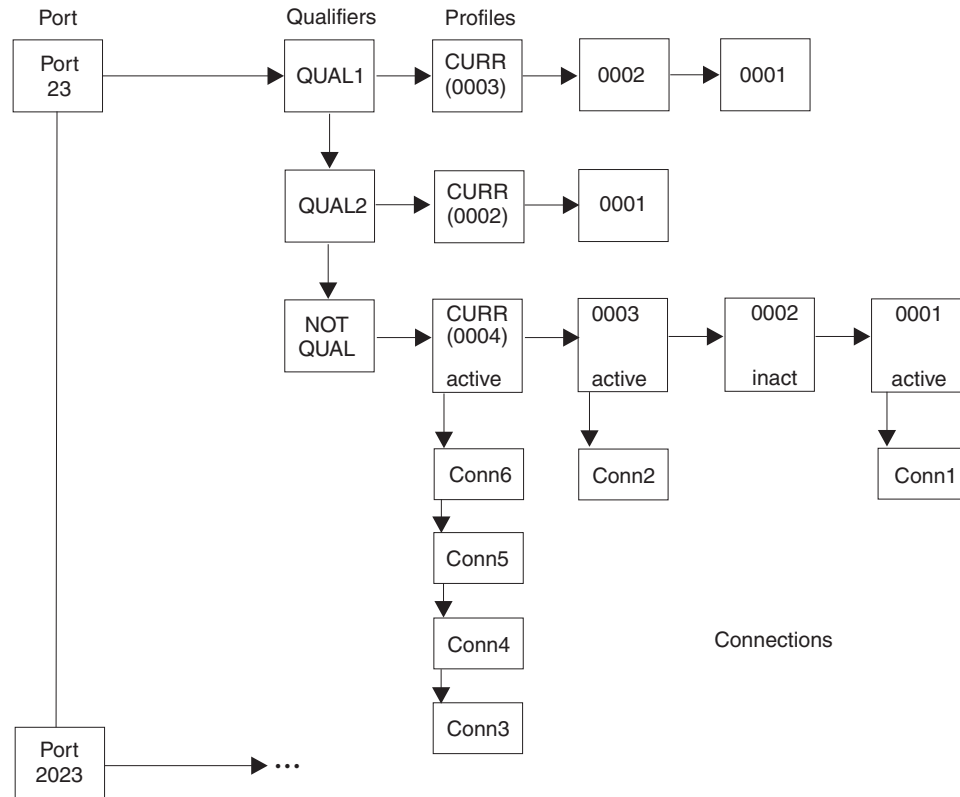 Port
Qualifiers
Profiles
Port
23
QUAL1
CURR
(0003)
0002
0001
QUAL2
CURR
(0002)
0001
NOT
QUAL
CURR
(0004)
active
0003
active
0002
inact
0001
active
Conn6
Conn2
Conn1
Conn5
Conn4
Connections
Conn3
Port
2023
...